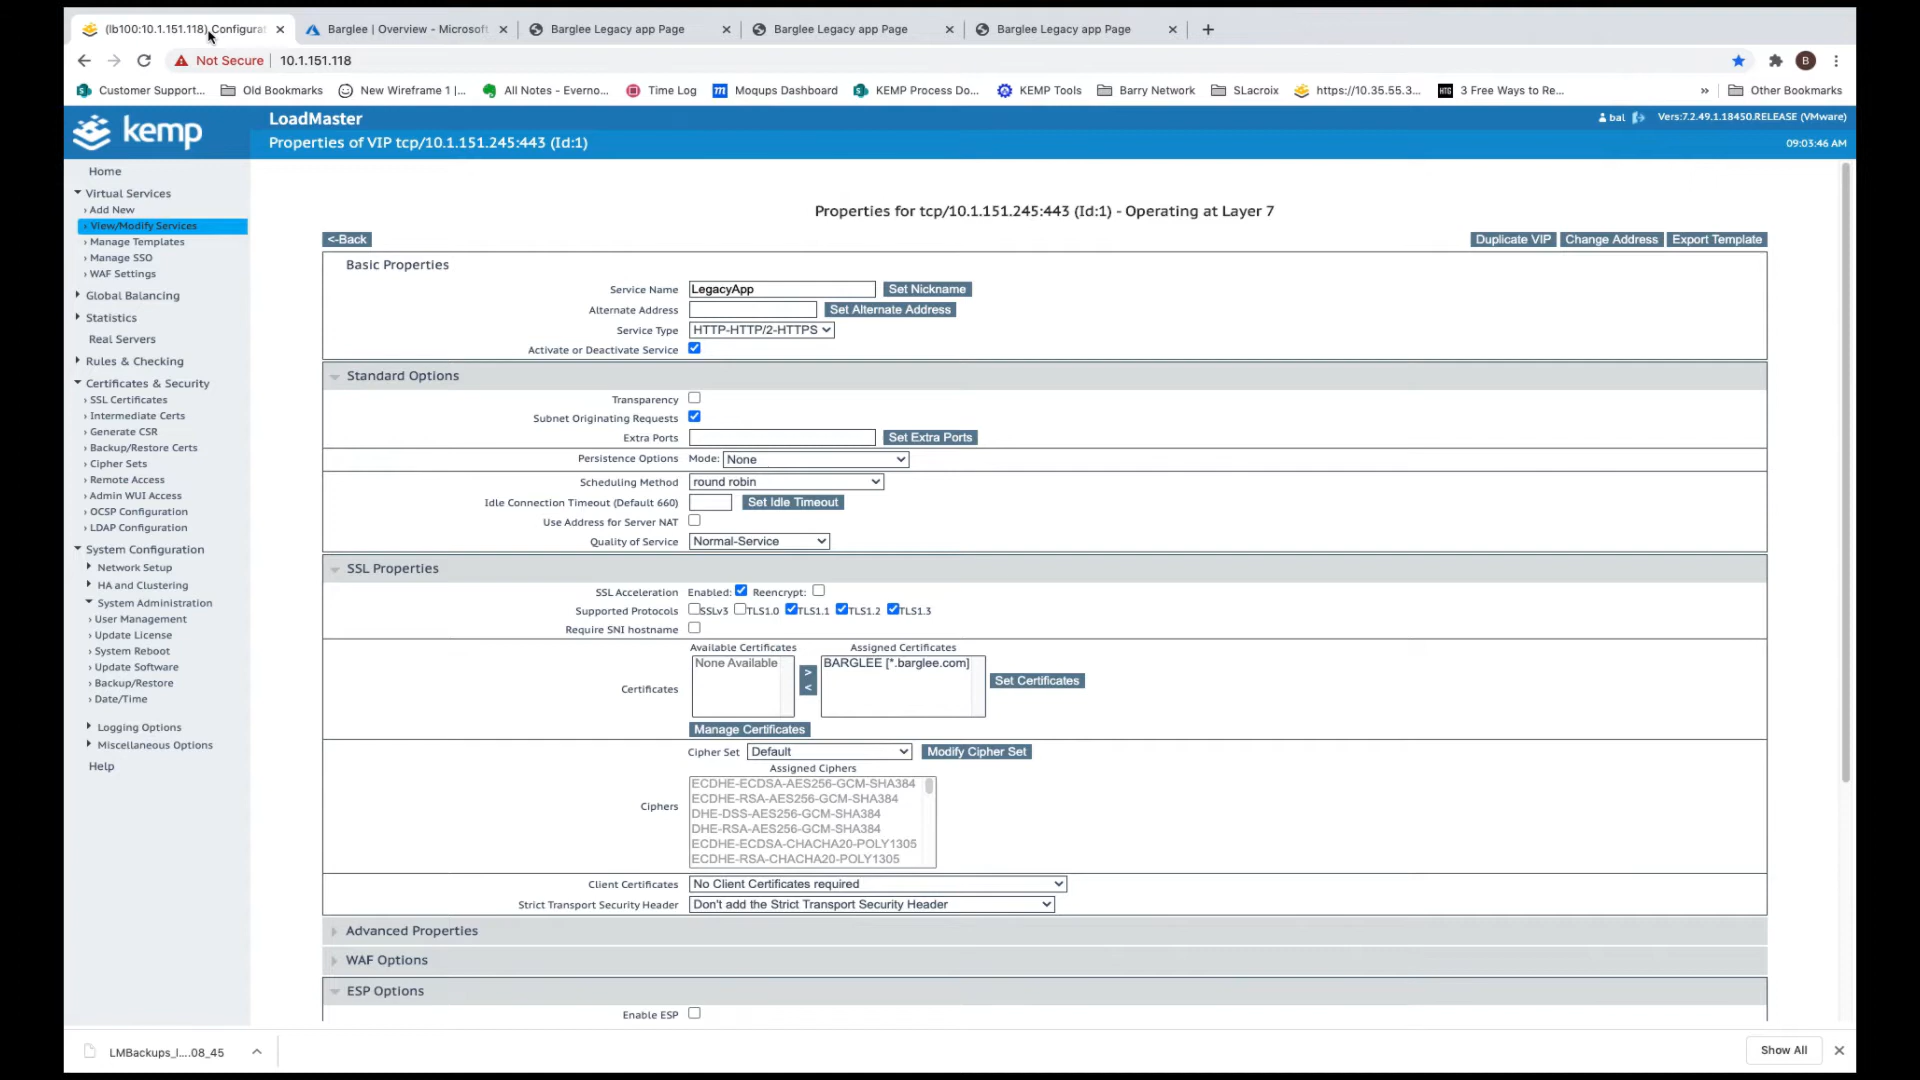 (lb100:10.1.151.118) Configurat
Barglee | Overview - Microsoft
Barglee Legacy app Page
Barglee Legacy app Page
Barglee Legacy app Page
Not Secure 10.1.151.118
B
Customer Support...
Old Bookmarks
New Wireframe 1 |...
All Notes - Everno...
Time Log
Moqups Dashboard
KEMP Process Do...
KEMP Tools
Barry Network
SLacroix
https://10.35.55.3...
HTG
3 Free Ways to Re...
»
Other Bookmarks
kemp
LoadMaster
Properties of VIP tcp/10.1.151.245:443 (Id:1)
bal
Vers:7.2.49.1.18450.RELEASE (VMware)
09:03:46 AM
Home
Virtual Services
Add New
View/Modify Services
Manage Templates
Manage SSO
WAF Settings
Global Balancing
Statistics
Real Servers
Rules & Checking
Certificates & Security
SSL Certificates
Intermediate Certs
Generate CSR
Backup/Restore Certs
Cipher Sets
Remote Access
Admin WUI Access
OCSP Configuration
LDAP Configuration
System Configuration
Network Setup
HA and Clustering
System Administration
User Management
Update License
System Reboot
Update Software
Backup/Restore
Date/Time
Logging Options
Miscellaneous Options
Help
Properties for tcp/10.1.151.245:443 (Id:1) - Operating at Layer 7
<-Back
Duplicate VIP Change Address Export Template
Basic Properties
Service Name LegacyApp Set Nickname
Alternate Address Set Alternate Address
Service Type HTTP-HTTP/2-HTTPS
Activate or Deactivate Service
Standard Options
Transparency
Subnet Originating Requests
Extra Ports Set Extra Ports
Persistence Options Mode: None
Scheduling Method round robin
Idle Connection Timeout (Default 660) Set Idle Timeout
Use Address for Server NAT
Quality of Service Normal-Service
SSL Properties
SSL Acceleration Enabled: Reencrypt:
Supported Protocols SSLv3 TLS1.0 TLS1.1 TLS1.2 TLS1.3
Require SNI hostname
Available Certificates Assigned Certificates
None Available BARGLEE [*.barglee.com]
>
<
Certificates Set Certificates
Manage Certificates
Cipher Set Default Modify Cipher Set
Assigned Ciphers
ECDHE-ECDSA-AES256-GCM-SHA384
ECDHE-RSA-AES256-GCM-SHA384
Ciphers
DHE-DSS-AES256-GCM-SHA384
DHE-RSA-AES256-GCM-SHA384
ECDHE-ECDSA-CHACHA20-POLY1305
ECDHE-RSA-CHACHA20-POLY1305
Client Certificates No Client Certificates required
Strict Transport Security Header Don't add the Strict Transport Security Header
Advanced Properties
WAF Options
ESP Options
Enable ESP
LMBackups_l....08_45
Show All